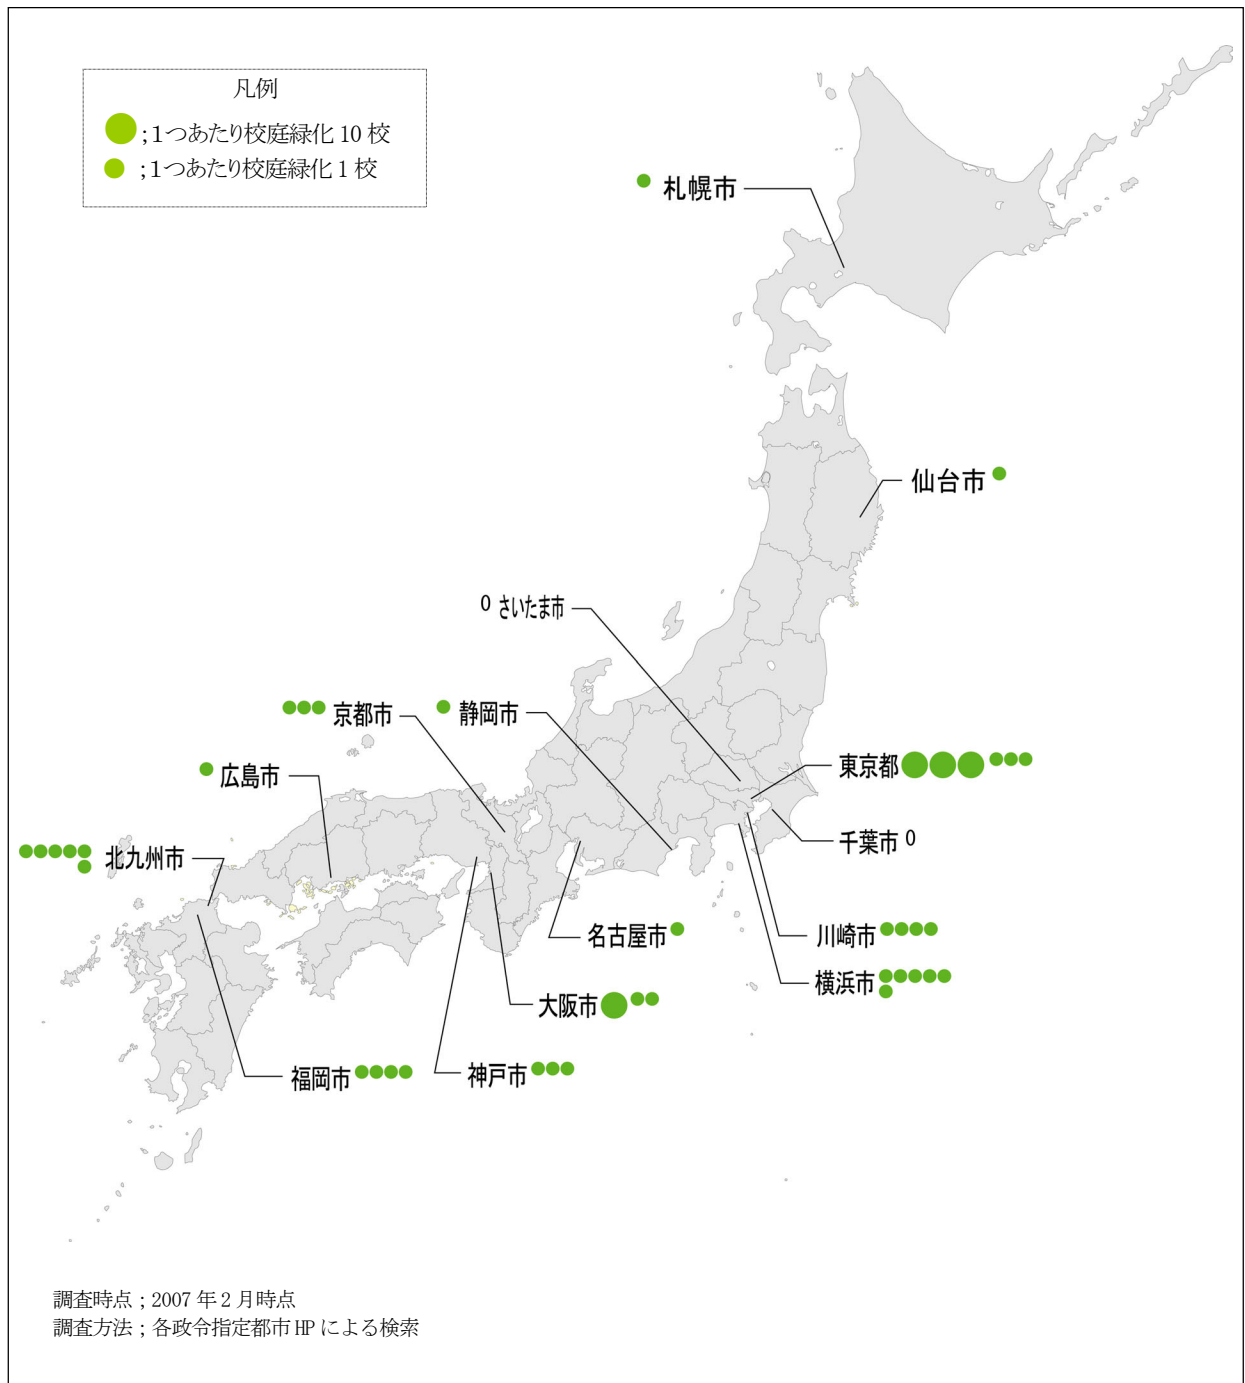 凡例
;1つあたり校庭緑化 10 校
;1つあたり校庭緑化 1 校
札幌市
仙台市
0 さいたま市
京都市
静岡市
広島市
東京都
北九州市
千葉市 0
名古屋市
川崎市
横浜市
大阪市
福岡市
神戸市
調査時点 ; 2007 年 2 月時点
調査方法 ; 各政令指定都市 HP による検索